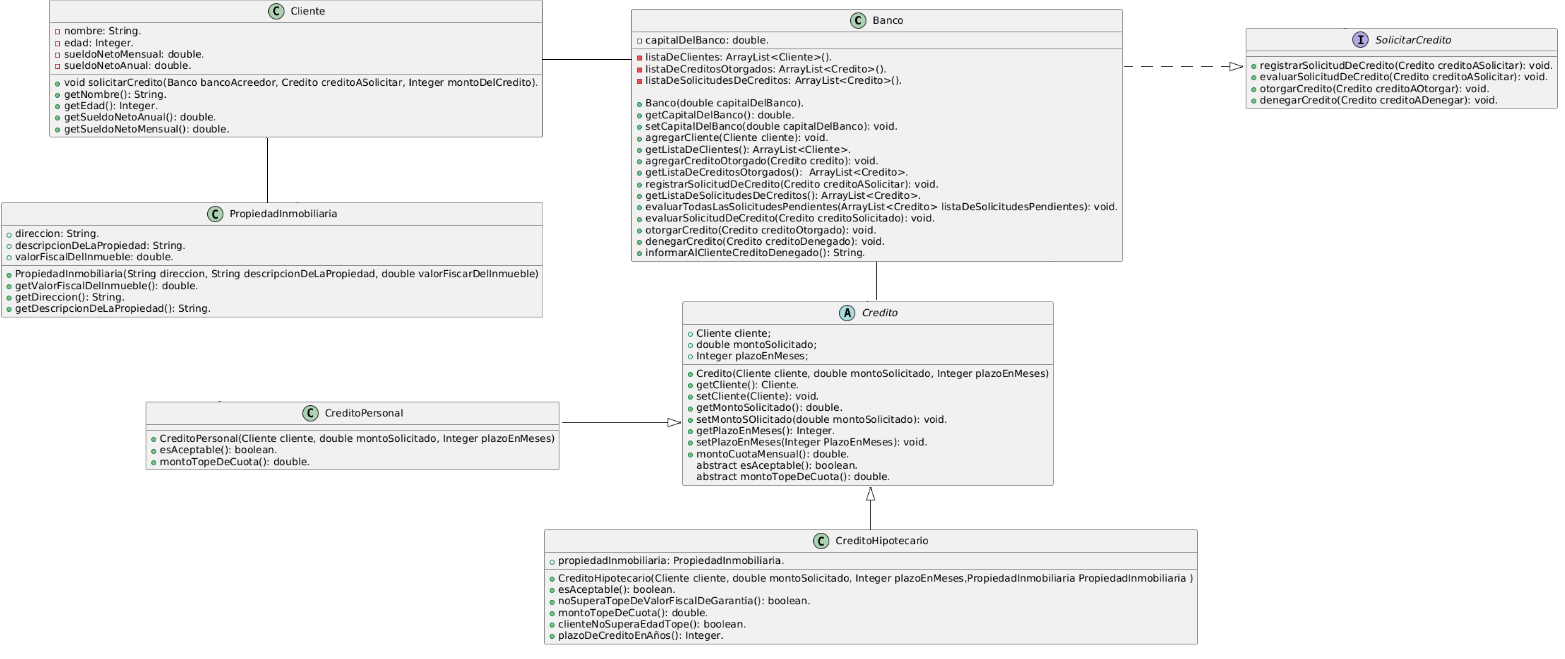 C Cliente
nombre: String.
edad: Integer.
sueldoNetoMensual: double.
sueldoNetoAnual: double.
void solicitarCredito(Banco bancoAcreedor, Credito creditoASolicitar, Integer montoDelCredito).
getNombre(): String.
getEdad(): Integer.
getSueldoNetoAnual(): double.
getSueldoNetoMensual(): double.
C Banco
capitalDelBanco: double.
listaDeClientes: ArrayList<Cliente>().
listaDeCreditosOtorgados: ArrayList<Credito>().
listaDeSolicitudesDeCreditos: ArrayList<Credito>().
Banco(double capitalDelBanco).
getCapitalDelBanco(): double.
setCapitalDelBanco(double capitalDelBanco): void.
agregarCliente(Cliente cliente): void.
getListaDeClientes(): ArrayList<Cliente>.
agregarCreditoOtorgado(Credito credito): void.
getListaDeCreditosOtorgados():  ArrayList<Credito>.
registrarSolicitudDeCredito(Credito creditoASolicitar): void.
getListaDeSolicitudesDeCreditos(): ArrayList<Credito>.
evaluarTodasLasSolicitudesPendientes(ArrayList<Credito> listaDeSolicitudesPendientes): void.
evaluarSolicitudDeCredito(Credito creditoSolicitado): void.
otorgarCredito(Credito creditoOtorgado): void.
denegarCredito(Credito creditoDenegado): void.
informarAlClienteCreditoDenegado(): String.
I SolicitarCredito
registrarSolicitudDeCredito(Credito creditoASolicitar): void.
evaluarSolicitudDeCredito(Credito creditoASolicitar): void.
otorgarCredito(Credito creditoAOtorgar): void.
denegarCredito(Credito creditoADenegar): void.
C PropiedadInmobiliaria
direccion: String.
descripcionDeLaPropiedad: String.
valorFiscalDelInmueble: double.
PropiedadInmobiliaria(String direccion, String descripcionDeLaPropiedad, double valorFiscarDelInmueble)
getValorFiscalDelInmueble(): double.
getDireccion(): String.
getDescripcionDeLaPropiedad(): String.
A Credito
Cliente cliente;
double montoSolicitado;
Integer plazoEnMeses;
Credito(Cliente cliente, double montoSolicitado, Integer plazoEnMeses)
getCliente(): Cliente.
setCliente(Cliente): void.
getMontoSolicitado(): double.
setMontoSOlicitado(double montoSolicitado): void.
getPlazoEnMeses(): Integer.
setPlazoEnMeses(Integer PlazoEnMeses): void.
montoCuotaMensual(): double.
abstract esAceptable(): boolean.
abstract montoTopeDeCuota(): double.
C CreditoPersonal
CreditoPersonal(Cliente cliente, double montoSolicitado, Integer plazoEnMeses)
esAceptable(): boolean.
montoTopeDeCuota(): double.
C CreditoHipotecario
propiedadInmobiliaria: PropiedadInmobiliaria.
CreditoHipotecario(Cliente cliente, double montoSolicitado, Integer plazoEnMeses,PropiedadInmobiliaria PropiedadInmobiliaria )
esAceptable(): boolean.
noSuperaTopeDeValorFiscalDeGarantia(): boolean.
montoTopeDeCuota(): double.
clienteNoSuperaEdadTope(): boolean.
plazoDeCreditoEnAños(): Integer.